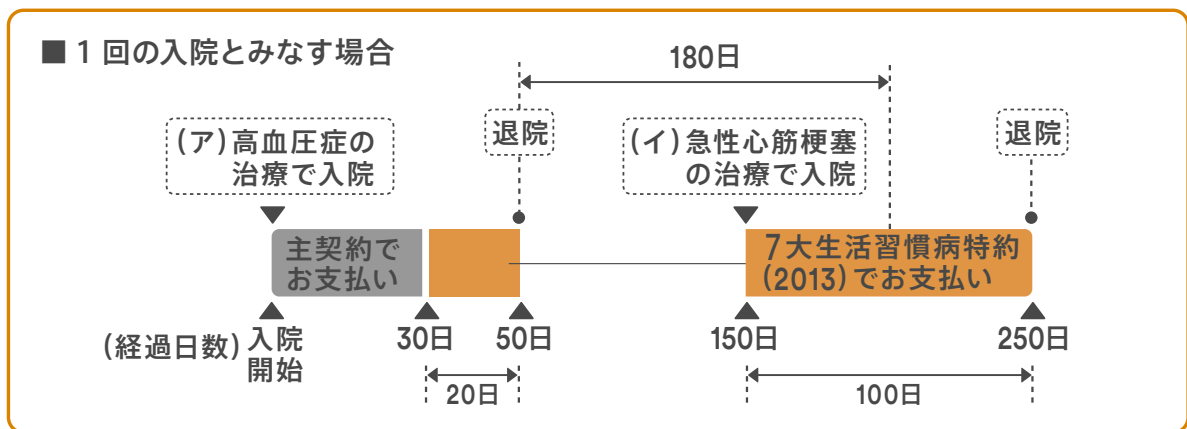 ■ 1 回の入院とみなす場合
180日
(ア)高血圧症の
治療で入院
退院
(イ)急性心筋梗塞
の治療で入院
退院
主契約で
お支払い
7大生活習慣病特約
(2013)でお支払い
(経過日数)
入院
開始
30日
50日
150日
250日
20日
100日